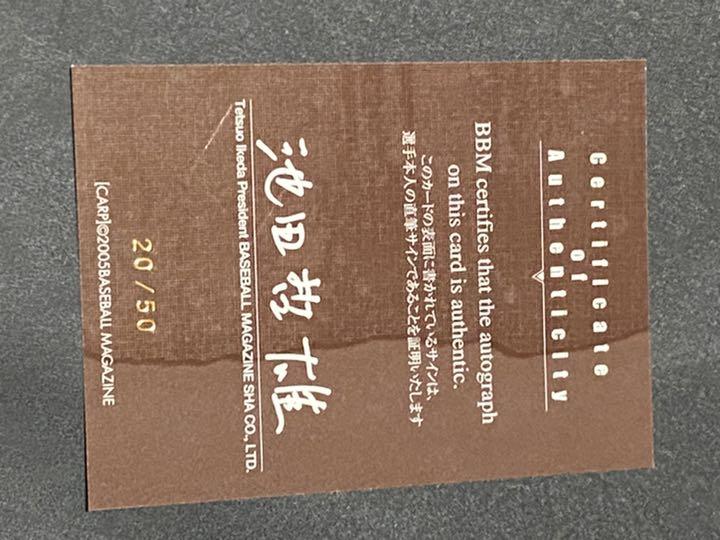 Certificate
of
Authenticity
BBM certifies that the autograph
on this card is authentic.
このカードの表面に書かれているサインは、
選手本人の直筆サインであることを証明いたします
池田哲雄
Tetsuo Ikeda President BASEBALL MAGAZINE SHA CO., LTD.
20/50
[CARP]©2005BASEBALL MAGAZINE